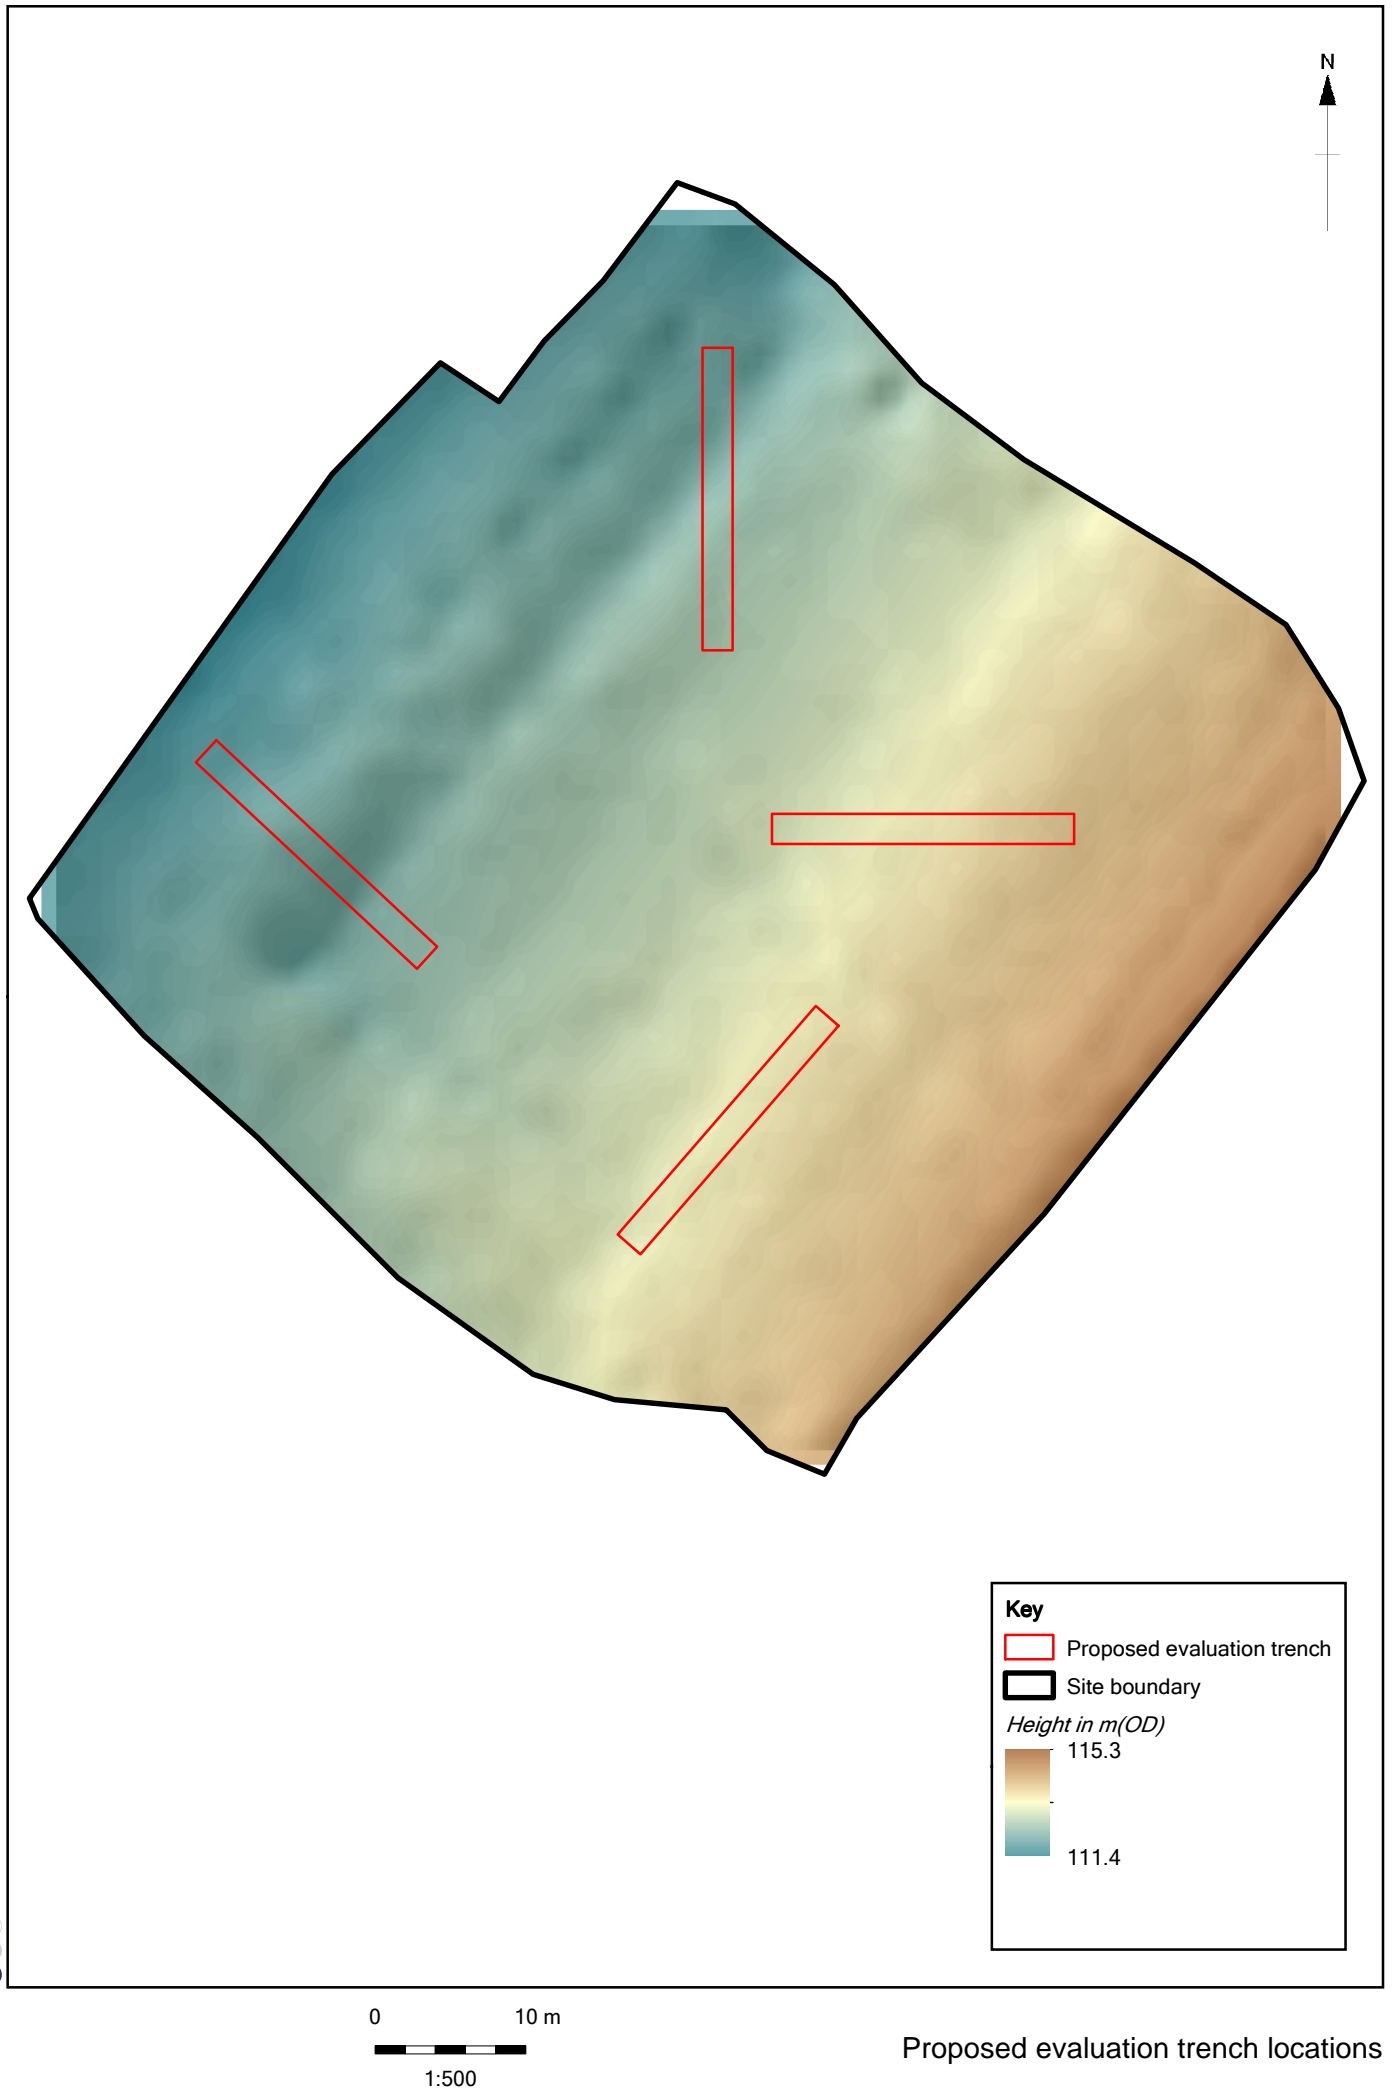 N
Key
Proposed evaluation trench
Site boundary
Height in m(OD)
115.3
111.4
0 10 m
1:500
Proposed evaluation trench locations